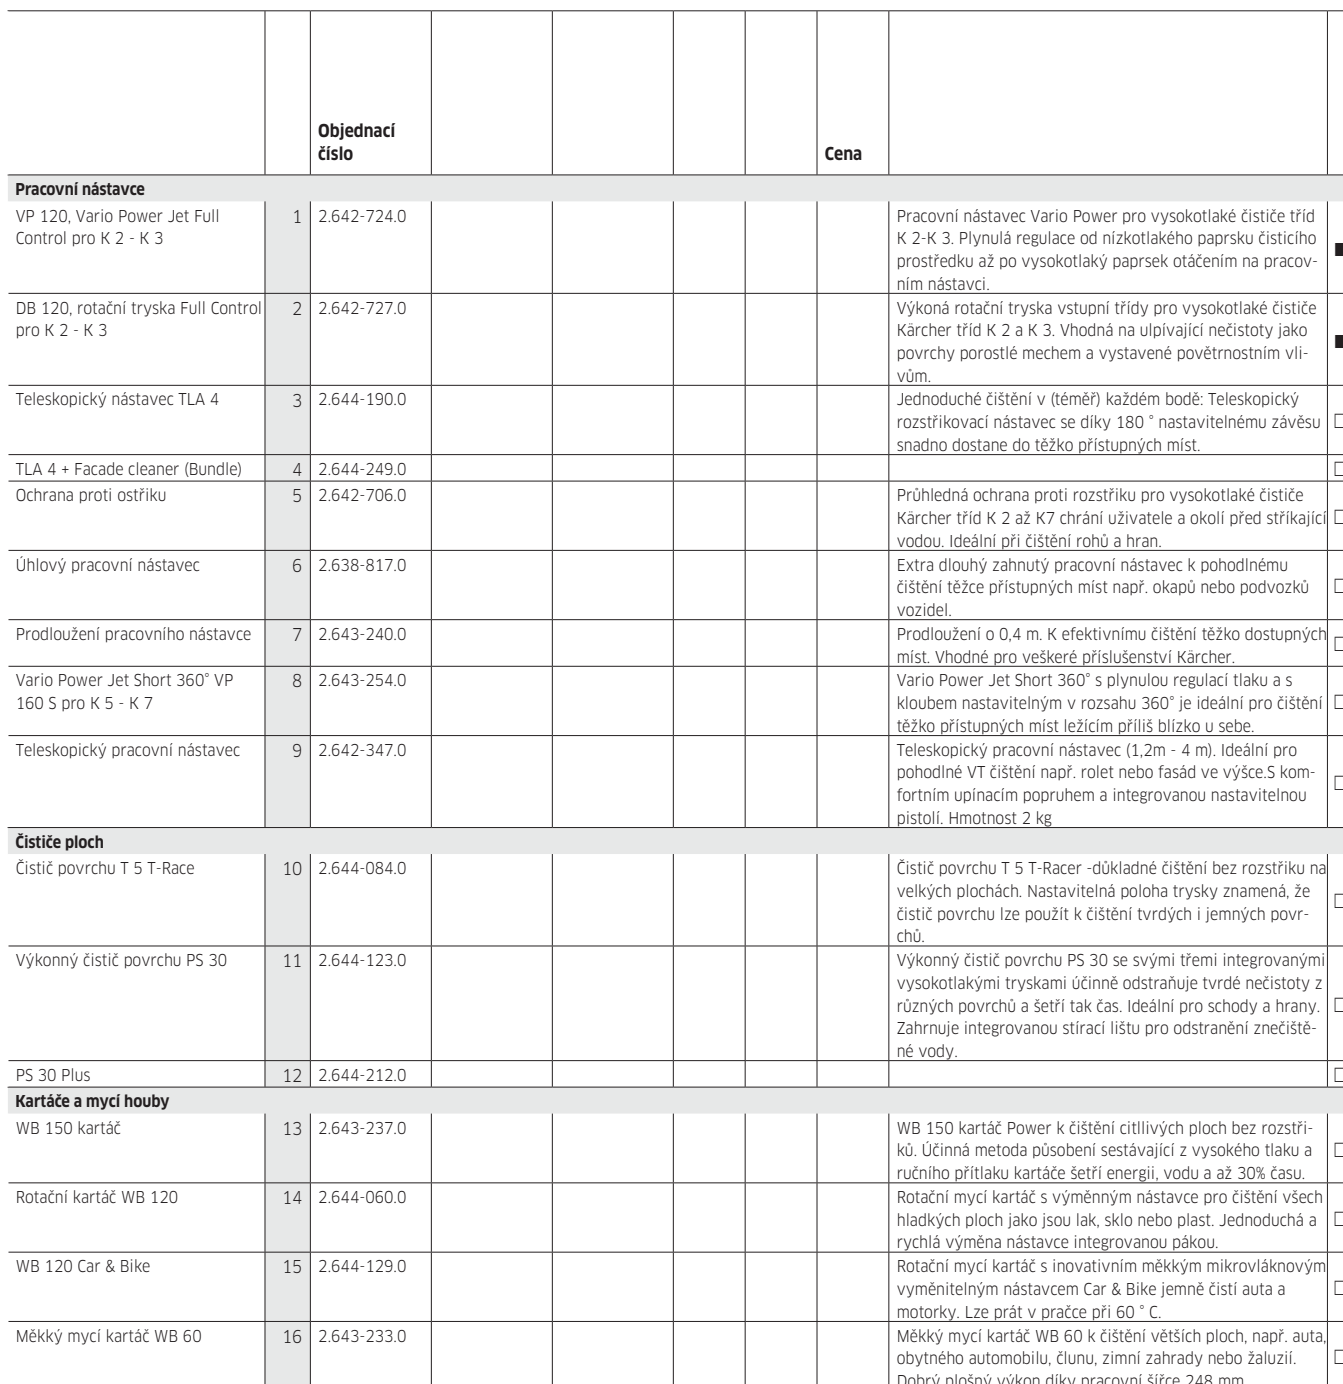 Objednací
číslo
Cena
Pracovní nástavce
VP 120, Vario Power Jet Full
Control pro K 2 - K 3
1
2.642-724.0
Pracovní nástavec Vario Power pro vysokotlaké čističe tříd
K 2-K 3. Plynulá regulace od nízkotlakého paprsku čisticího
prostředku až po vysokotlaký paprsek otáčením na pracov-
ním nástavci.
DB 120, rotační tryska Full Control
pro K 2 - K 3
2
2.642-727.0
Výkoná rotační tryska vstupní třídy pro vysokotlaké čističe
Kärcher tříd K 2 a K 3. Vhodná na ulpívající nečistoty jako
povrchy porostlé mechem a vystavené povětrnostním vli-
vům.
Teleskopický nástavec TLA 4
3
2.644-190.0
Jednoduché čištění v (téměř) každém bodě: Teleskopický
rozstřikovací nástavec se díky 180 ° nastavitelnému závěsu
snadno dostane do těžko přístupných míst.
TLA 4 + Facade cleaner (Bundle)
4
2.644-249.0
Ochrana proti ostřiku
5
2.642-706.0
Průhledná ochrana proti rozstřiku pro vysokotlaké čističe
Kärcher tříd K 2 až K7 chrání uživatele a okolí před stříkající
vodou. Ideální při čištění rohů a hran.
Úhlový pracovní nástavec
6
2.638-817.0
Extra dlouhý zahnutý pracovní nástavec k pohodlnému
čištění těžce přístupných míst např. okapů nebo podvozků
vozidel.
Prodloužení pracovního nástavce
7
2.643-240.0
Prodloužení o 0,4 m. K efektivnímu čištění těžko dostupných
míst. Vhodné pro veškeré příslušenství Kärcher.
Vario Power Jet Short 360° VP
160 S pro K 5 - K 7
8
2.643-254.0
Vario Power Jet Short 360° s plynulou regulací tlaku a s
kloubem nastavitelným v rozsahu 360° je ideální pro čištění
těžko přístupných míst ležícím příliš blízko u sebe.
Teleskopický pracovní nástavec
9
2.642-347.0
Teleskopický pracovní nástavec (1,2m - 4 m). Ideální pro
pohodlné VT čištění např. rolet nebo fasád ve výšce.S kom-
fortním upínacím popruhem a integrovanou nastavitelnou
pistolí. Hmotnost 2 kg
Čističe ploch
Čistič povrchu T 5 T-Race
10
2.644-084.0
Čistič povrchu T 5 T-Racer -důkladné čištění bez rozstřiku na
velkých plochách. Nastavitelná poloha trysky znamená, že
čistič povrchu lze použít k čištění tvrdých i jemných povr-
chů.
Výkonný čistič povrchu PS 30
11
2.644-123.0
Výkonný čistič povrchu PS 30 se svými třemi integrovanými
vysokotlakými tryskami účinně odstraňuje tvrdé nečistoty z
různých povrchů a šetří tak čas. Ideální pro schody a hrany.
Zahrnuje integrovanou stírací lištu pro odstranění znečiště-
né vody.
PS 30 Plus
12
2.644-212.0
Kartáče a mycí houby
WB 150 kartáč
13
2.643-237.0
WB 150 kartáč Power k čištění citllivých ploch bez rozstři-
ků. Účinná metoda působení sestávající z vysokého tlaku a
ručního přítlaku kartáče šetří energii, vodu a až 30% času.
Rotační kartáč WB 120
14
2.644-060.0
Rotační mycí kartáč s výměnným nástavce pro čištění všech
hladkých ploch jako jsou lak, sklo nebo plast. Jednoduchá a
rychlá výměna nástavce integrovanou pákou.
WB 120 Car & Bike
15
2.644-129.0
Rotační mycí kartáč s inovativním měkkým mikrovláknovým
vyměnitelným nástavcem Car & Bike jemně čistí auta a
motorky. Lze prát v pračce při 60 ° C.
Měkký mycí kartáč WB 60
16
2.643-233.0
Měkký mycí kartáč WB 60 k čištění větších ploch, např. auta,
obytného automobilu, člunu, zimní zahrady nebo žaluzií.
Dobrý plošný výkon díky pracovní šířce 248 mm